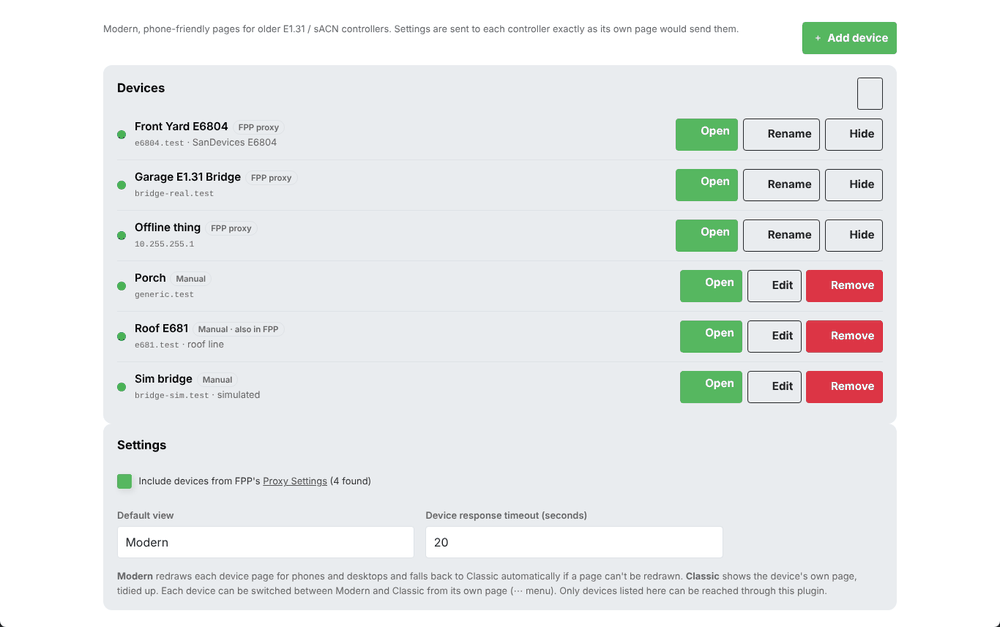 Modern, phone-friendly pages for older E1.31 / sACN controllers. Settings are sent to each controller exactly as its own page would send them.
+ Add device
Devices
Front Yard E6804 FPP proxy
e6804.test · SanDevices E6804
Open Rename Hide
Garage E1.31 Bridge FPP proxy
bridge-real.test
Open Rename Hide
Offline thing FPP proxy
10.255.255.1
Open Rename Hide
Porch Manual
generic.test
Open Edit Remove
Roof E681 Manual · also in FPP
e681.test · roof line
Open Edit Remove
Sim bridge Manual
bridge-sim.test · simulated
Open Edit Remove
Settings
Include devices from FPP's Proxy Settings (4 found)
Default view Device response timeout (seconds)
Modern 20
Modern redraws each device page for phones and desktops and falls back to Classic automatically if a page can't be redrawn. Classic shows the device's own page,
tidied up. Each device can be switched between Modern and Classic from its own page (··· menu). Only devices listed here can be reached through this plugin.